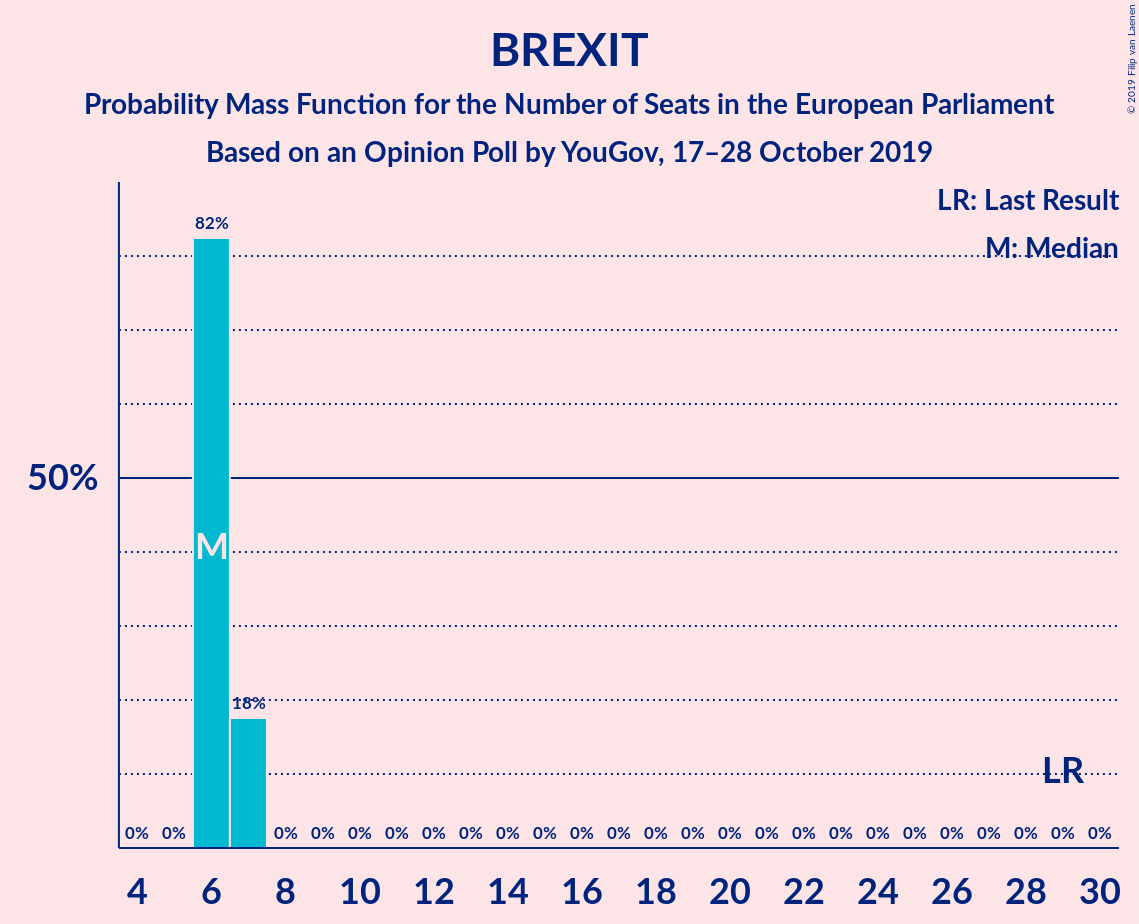 BREXIT
Probability Mass Function for the Number of Seats in the European Parliament
Based on an Opinion Poll by YouGov, 17–28 October 2019
© 2019 Filip van Laenen
LR: Last Result
M: Median
82%
50%
M
18%
LR
0% 0% 0% 0% 0% 0% 0% 0% 0% 0% 0% 0% 0% 0% 0% 0% 0% 0% 0% 0% 0% 0% 0% 0% 0%
4 6 8 10 12 14 16 18 20 22 24 26 28 30